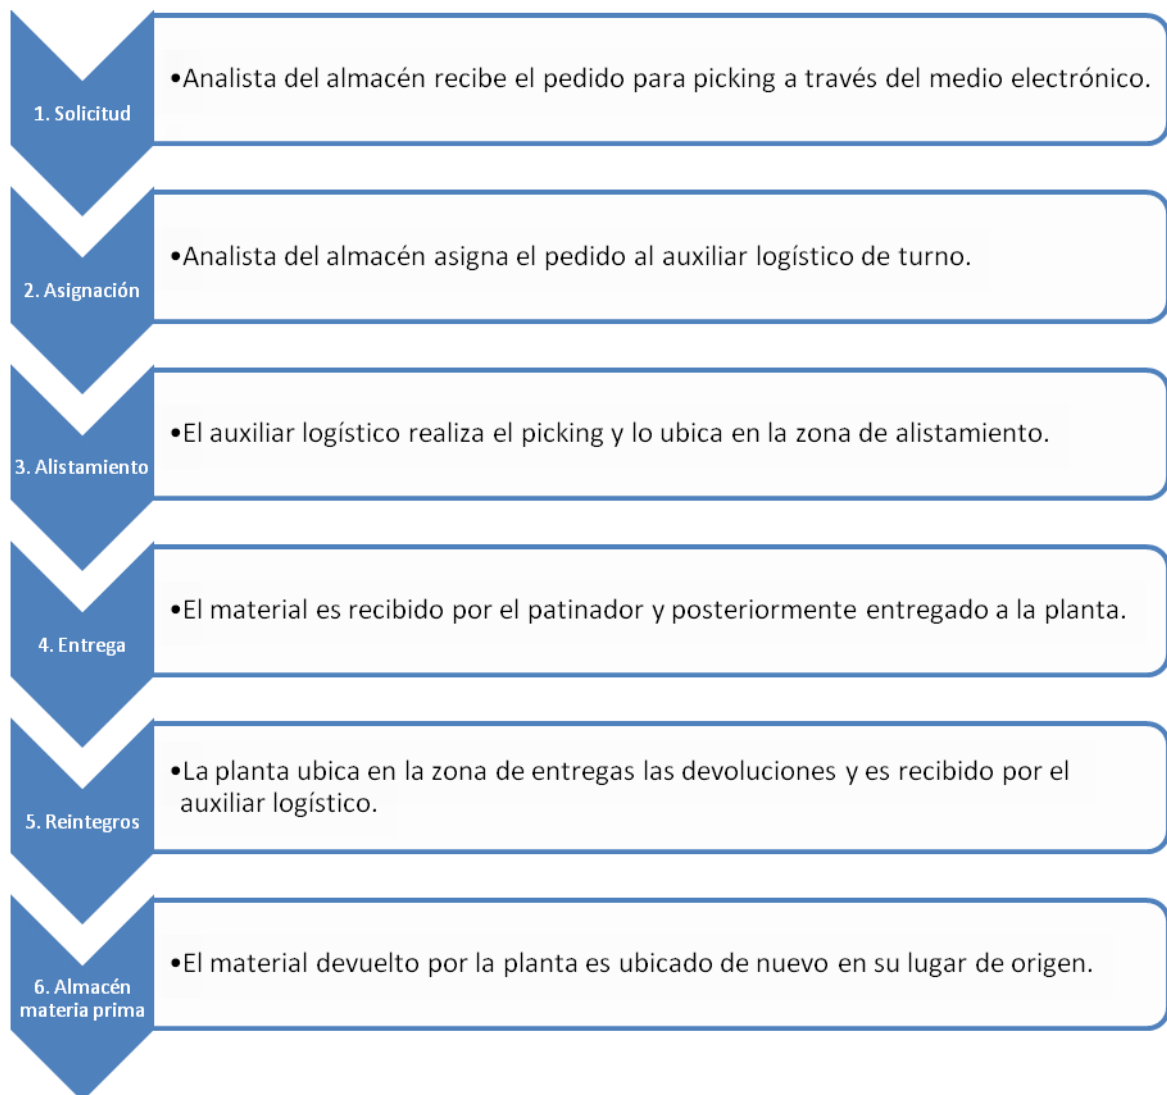 1. Solicitud
•Analista del almacén recibe el pedido para picking a través del medio electrónico.
2. Asignación
•Analista del almacén asigna el pedido al auxiliar logístico de turno.
3. Alistamiento
•El auxiliar logístico realiza el picking y lo ubica en la zona de alistamiento.
4. Entrega
•El material es recibido por el patinador y posteriormente entregado a la planta.
5. Reintegros
•La planta ubica en la zona de entregas las devoluciones y es recibido por el
auxiliar logístico.
6. Almacén
materia prima
•El material devuelto por la planta es ubicado de nuevo en su lugar de origen.